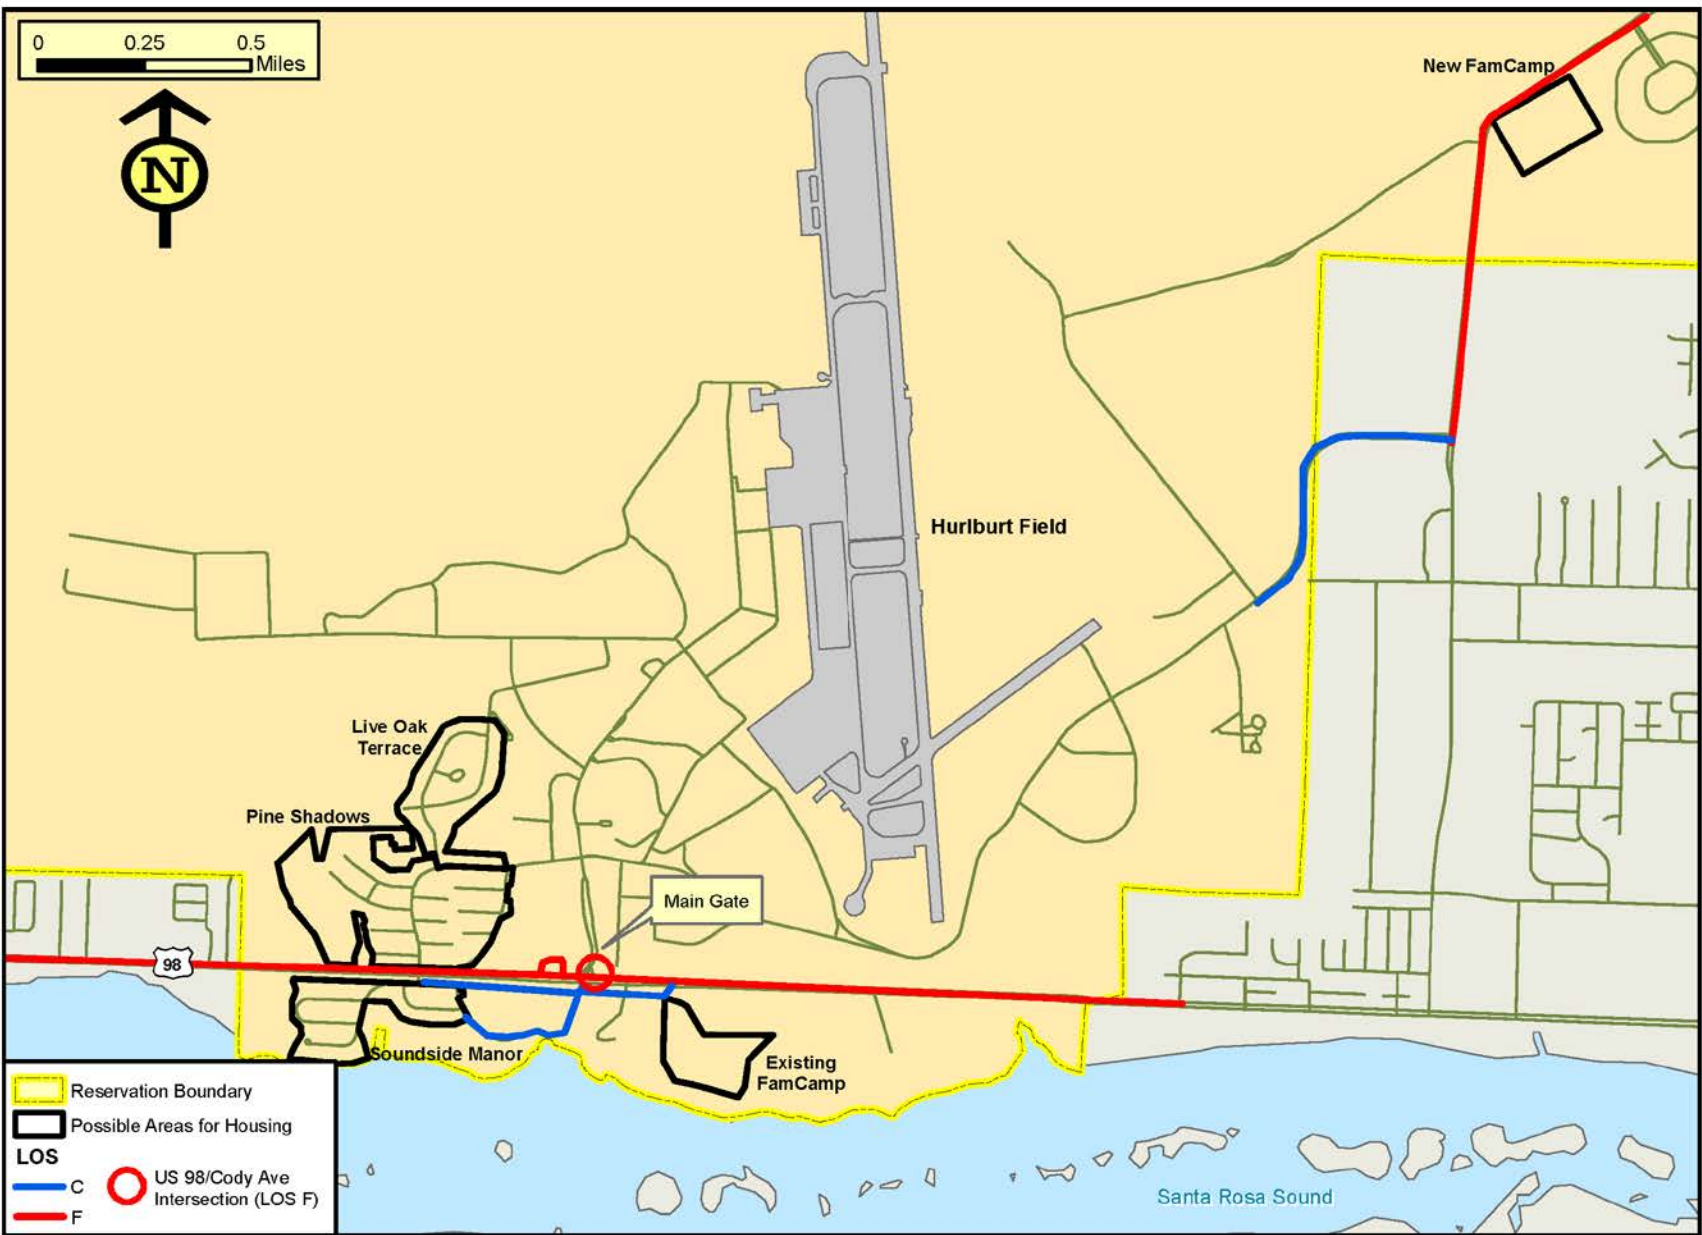 0 0.25 0.5
Miles
N
New FamCamp
Hurlburt Field
Live Oak
Terrace
Pine Shadows
Main Gate
98
Soundside Manor
Existing
FamCamp
Reservation Boundary
Possible Areas for Housing
LOS
C
F
US 98/Cody Ave
Intersection (LOS F)
Santa Rosa Sound